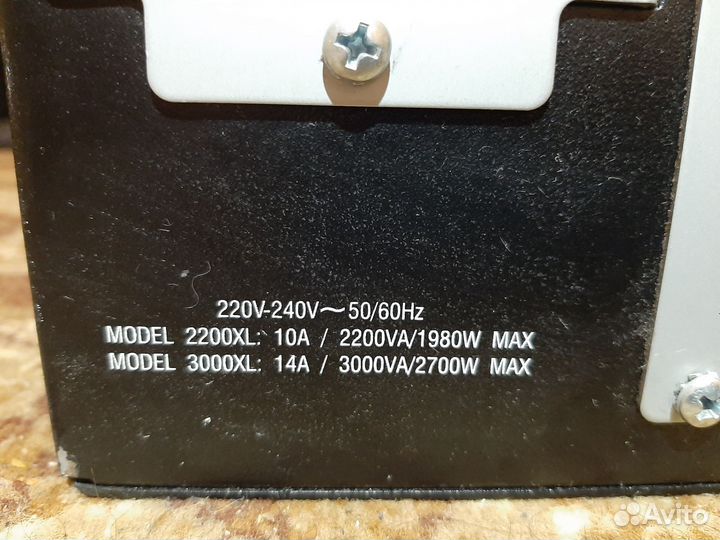 220V-240V~50/60Hz
MODEL 2200XL: 10A / 2200VA/1980W MAX
MODEL 3000XL: 14A / 3000VA/2700W MAX
Avito